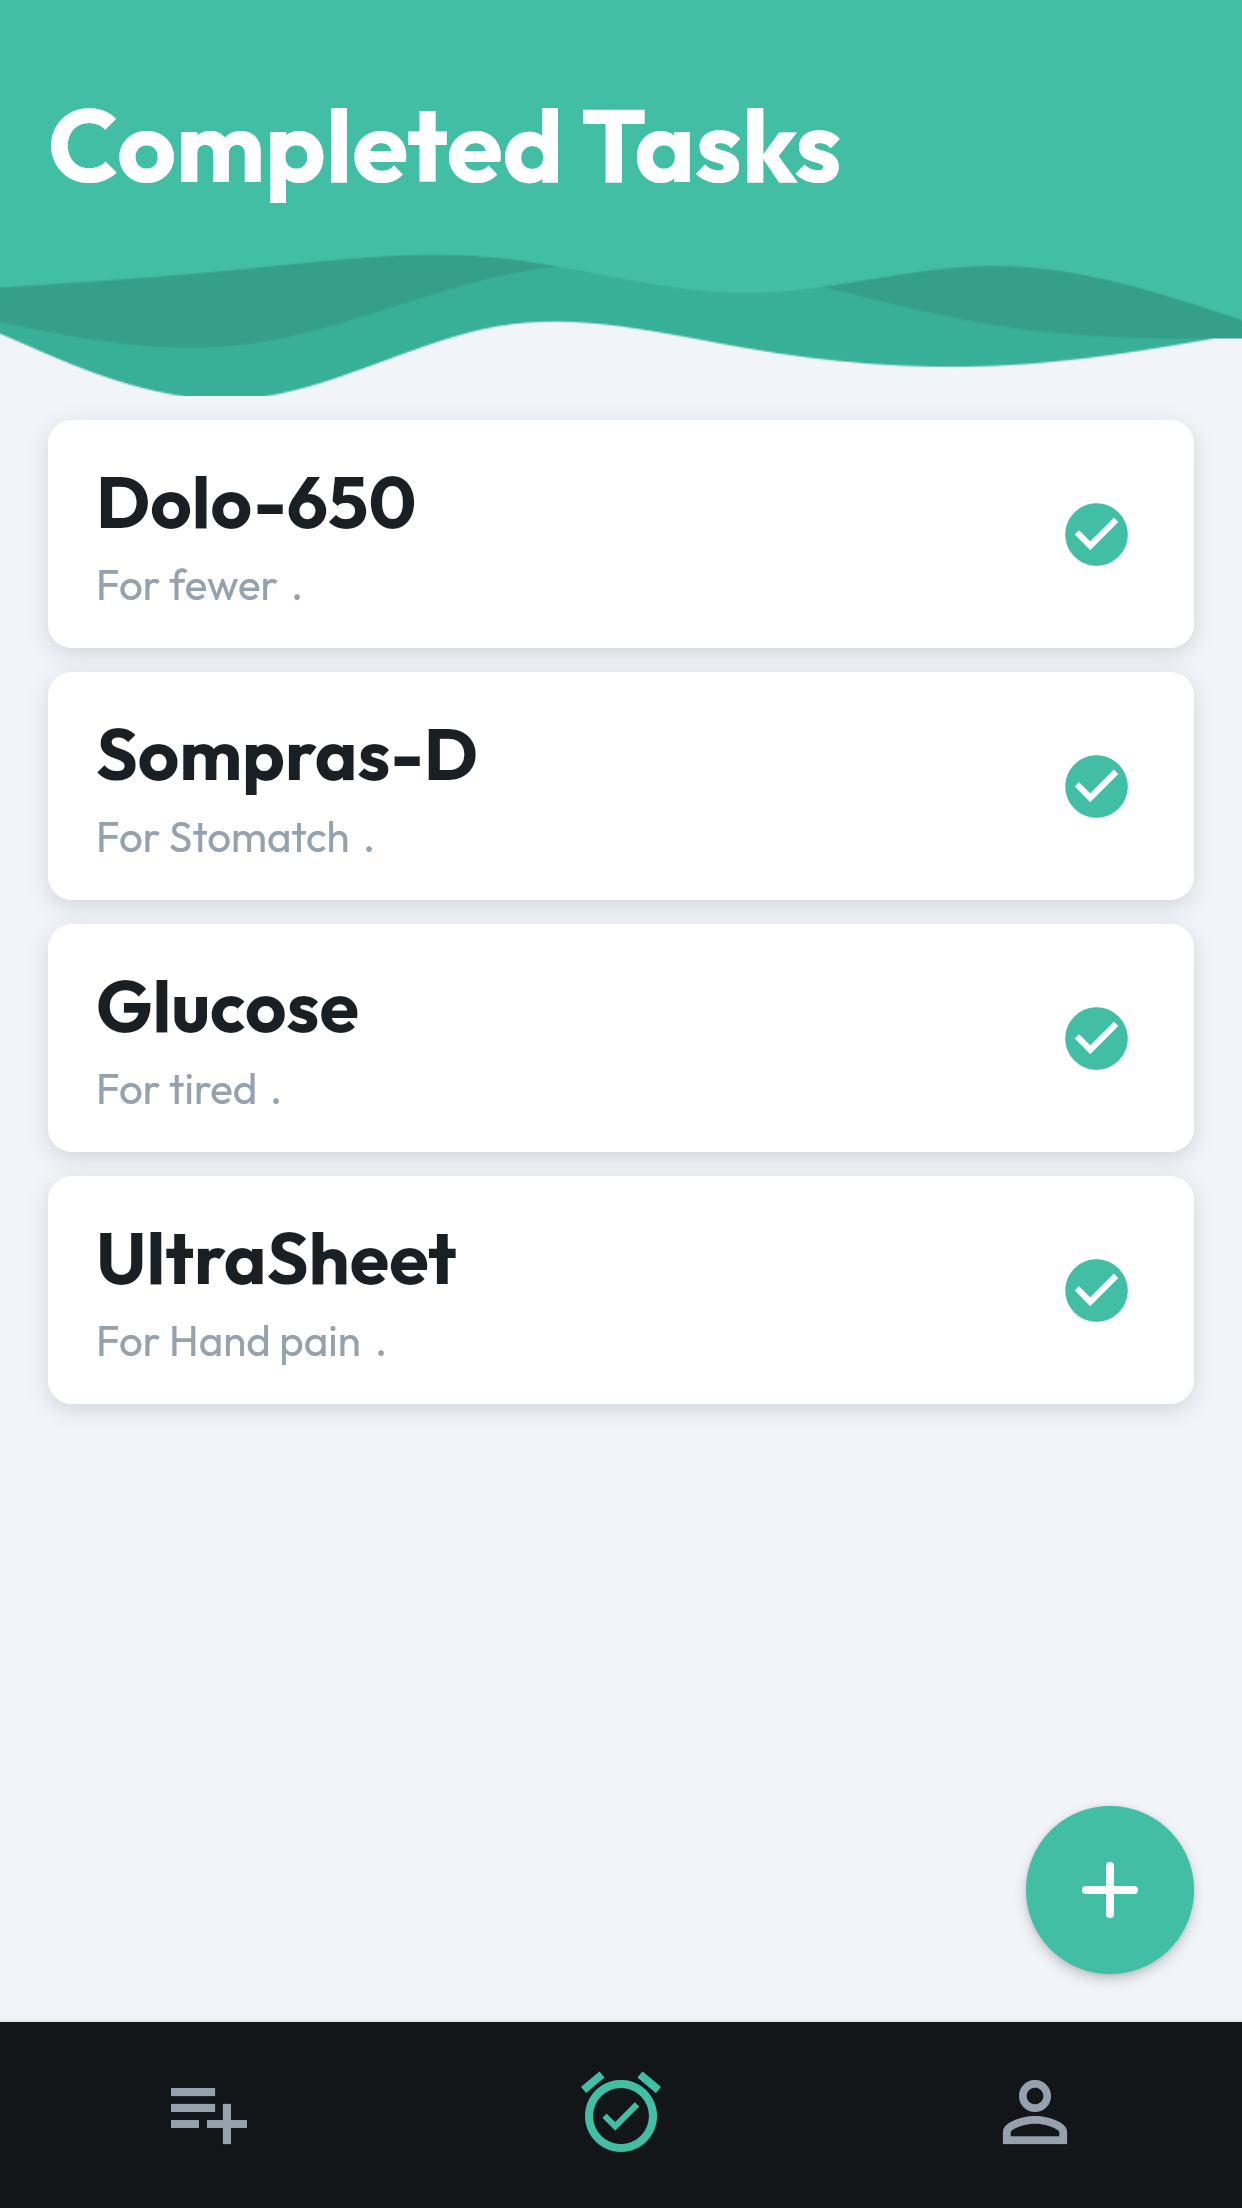 Completed Tasks
Dolo-650
For fewer .
Sompras-D
For Stomatch .
Glucose
For tired .
UltraSheet
For Hand pain .